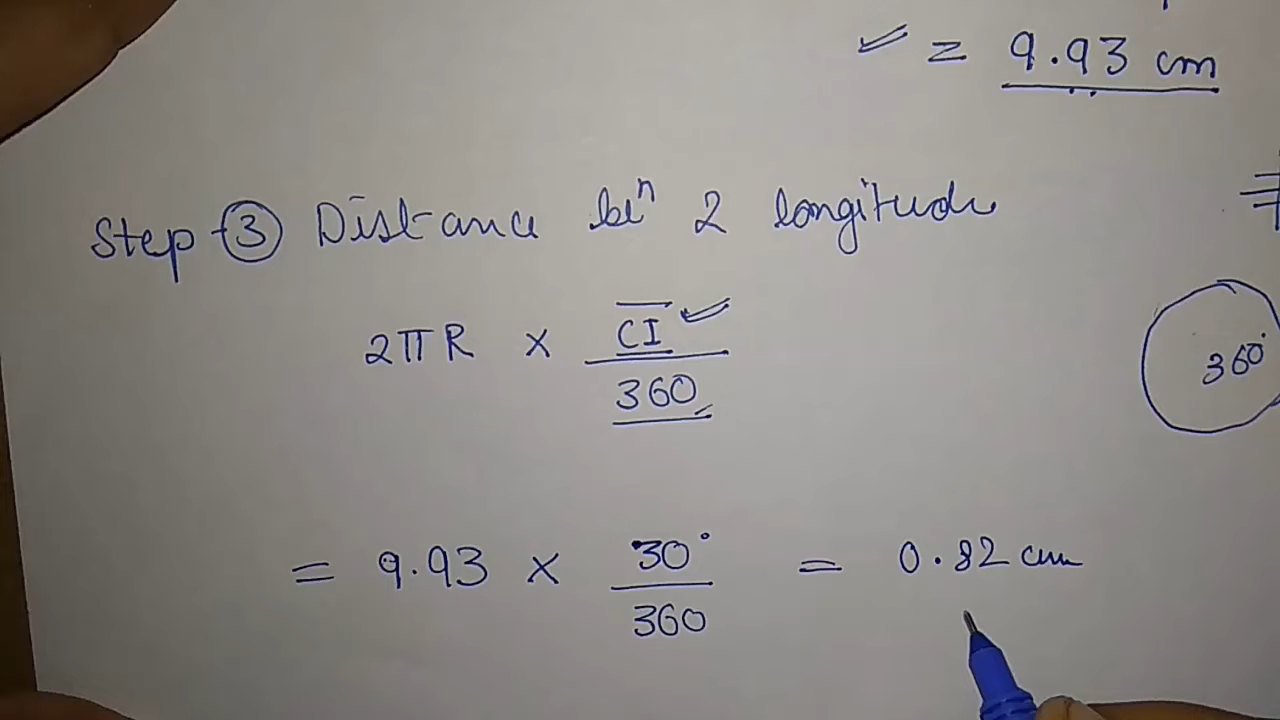 = 9.93 cm
Step-③ Distance betⁿ 2 longitude
2πR × CI / 360
360°
= 9.93 × 30° / 360 = 0.82 cm